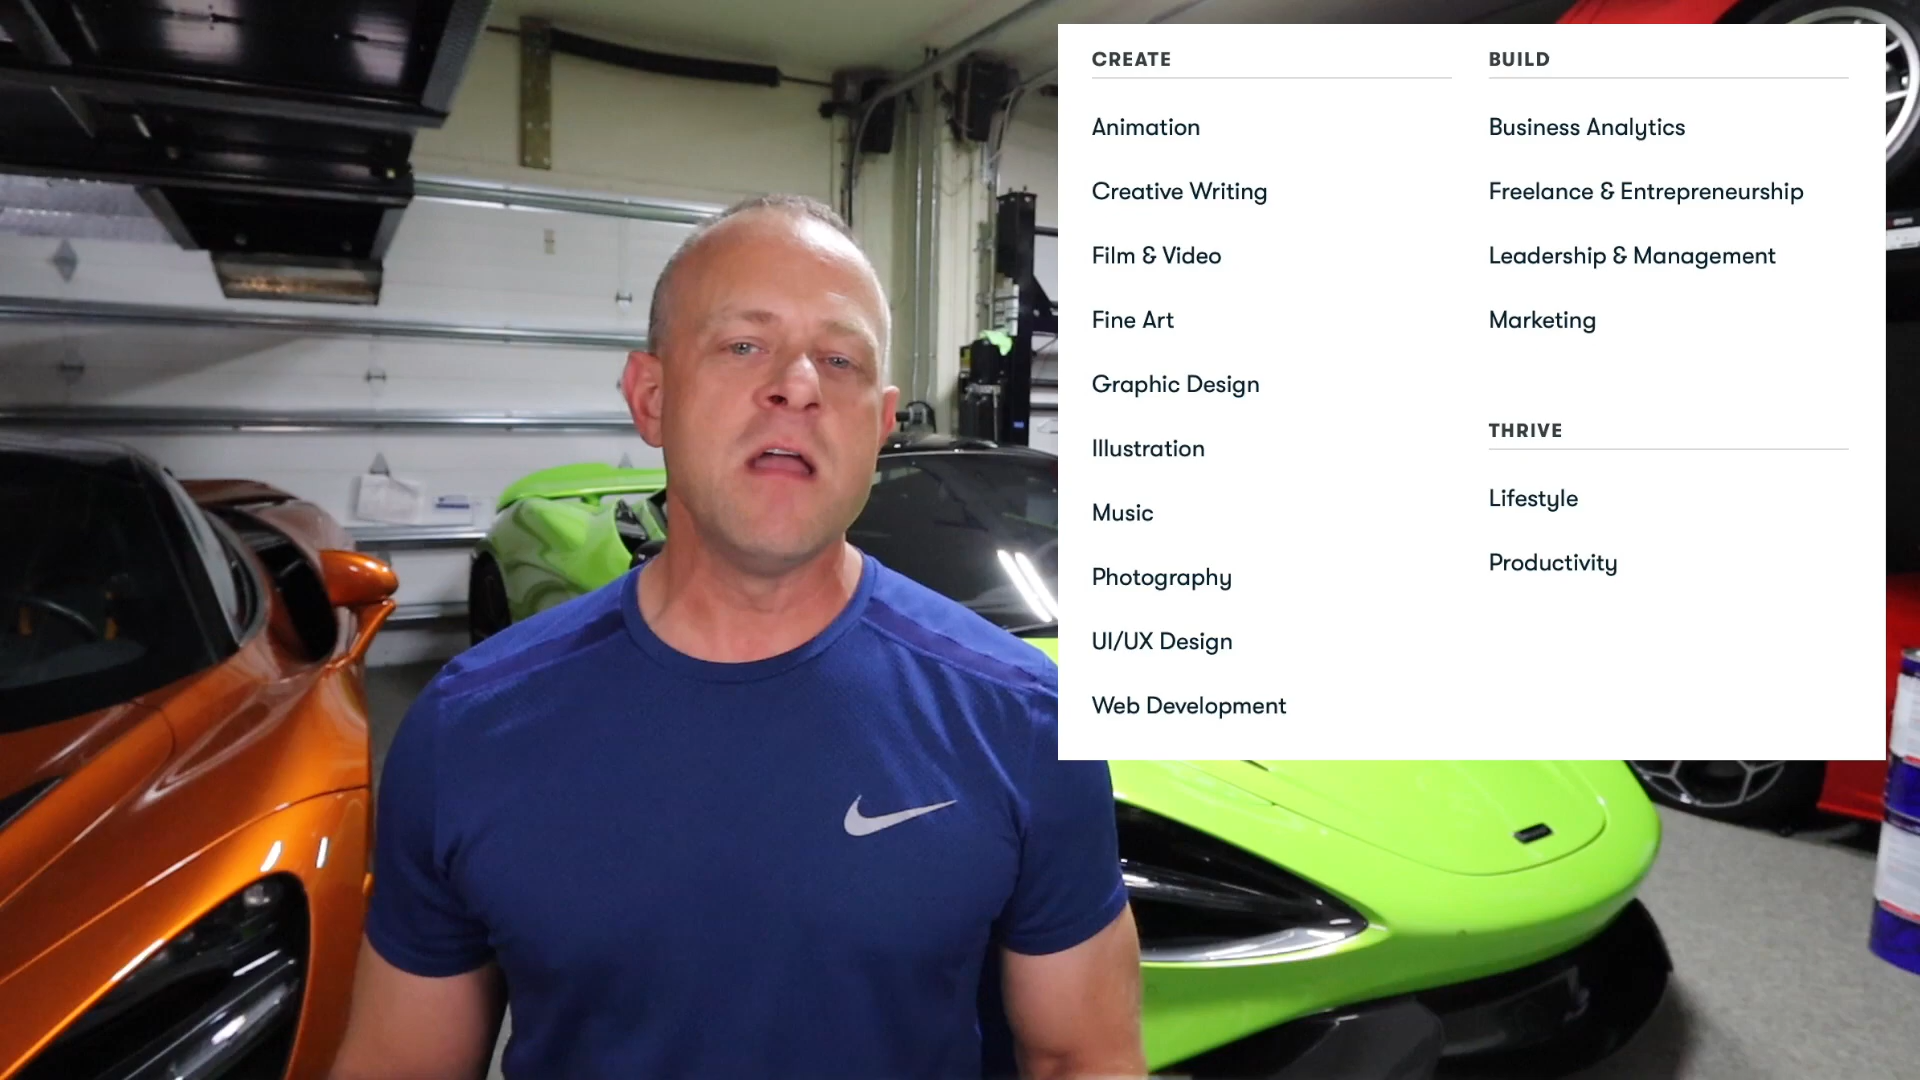 CREATE
Animation
Creative Writing
Film & Video
Fine Art
Graphic Design
Illustration
Music
Photography
UI/UX Design
Web Development
BUILD
Business Analytics
Freelance & Entrepreneurship
Leadership & Management
Marketing
THRIVE
Lifestyle
Productivity